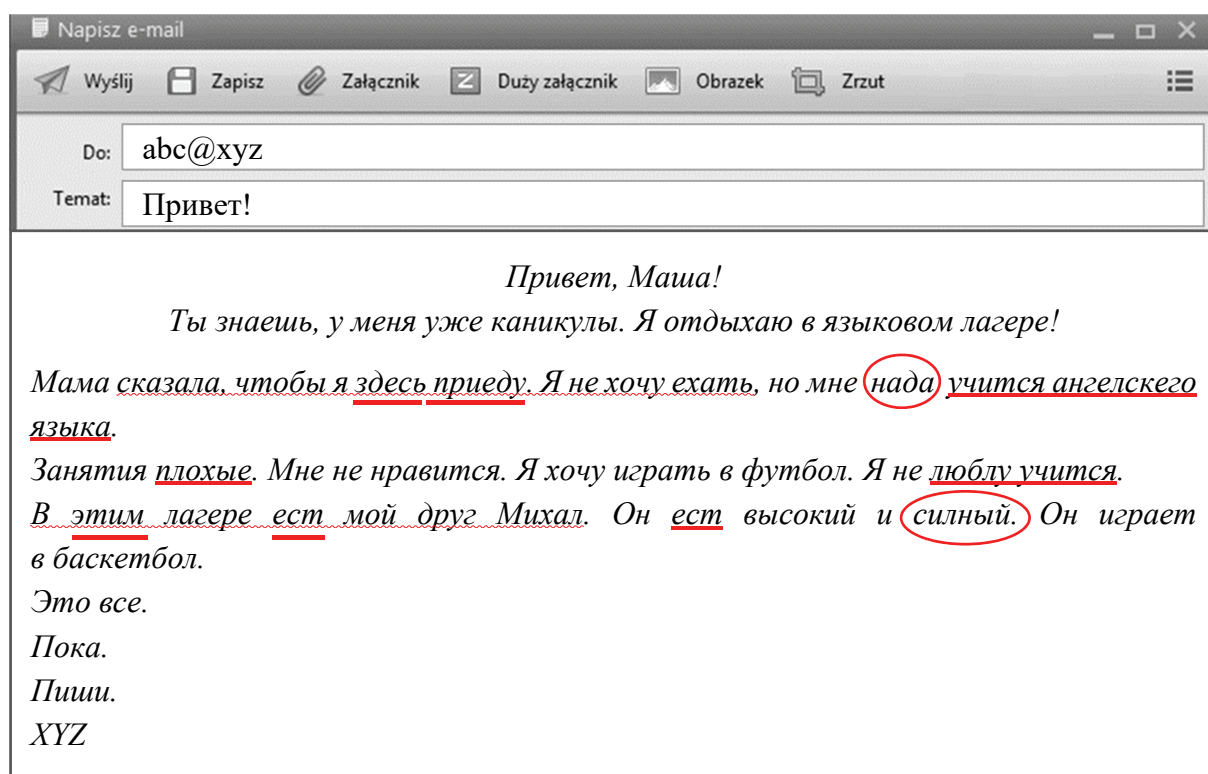 Napisz e-mail
Wyślij Zapisz Załącznik Duży załącznik Obrazek Zrzut
Do: abc@xyz
Temat: Привет!
Привет, Маша!
Ты знаешь, у меня уже каникулы. Я отдыхаю в языковом лагере!
Мама сказала, чтобы я здесь приеду. Я не хочу ехать, но мне нада учится ангелскего
языка.
Занятия плохые. Мне не нравится. Я хочу играть в футбол. Я не люблу учится.
В этим лагере ест мой друг Михал. Он ест высокий и силный. Он играет
в баскетбол.
Это все.
Пока.
Пиши.
XYZ